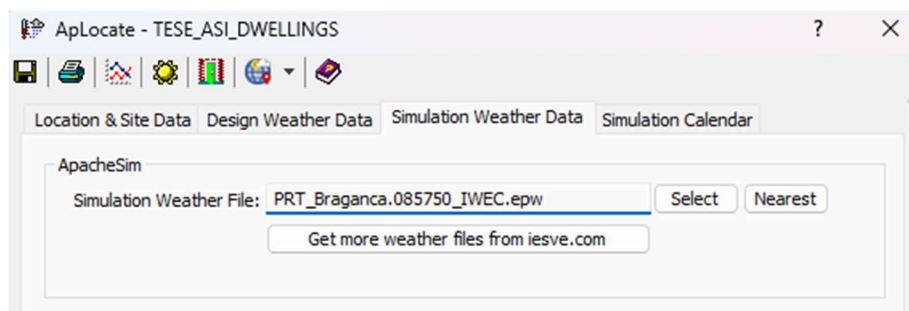 ApLocate - TESE_ASI_DWELLINGS ?
Location & Site Data Design Weather Data Simulation Weather Data Simulation Calendar
ApacheSim
Simulation Weather File: PRT_Braganca.085750_IWEC.epw Select Nearest
Get more weather files from iesve.com